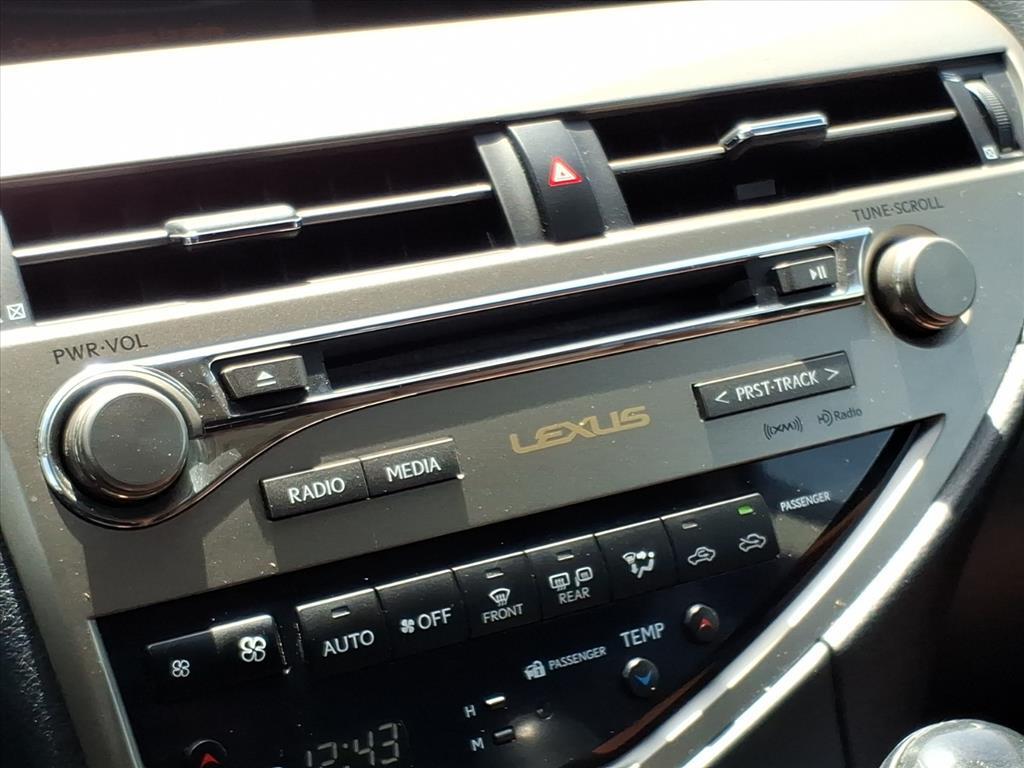 TUNE·SCROLL
PWR·VOL
< PRST·TRACK >
LEXUS
((XM)) HD Radio
RADIO
MEDIA
PASSENGER
AUTO
OFF
FRONT
REAR
TEMP
PASSENGER
H
M
12:43